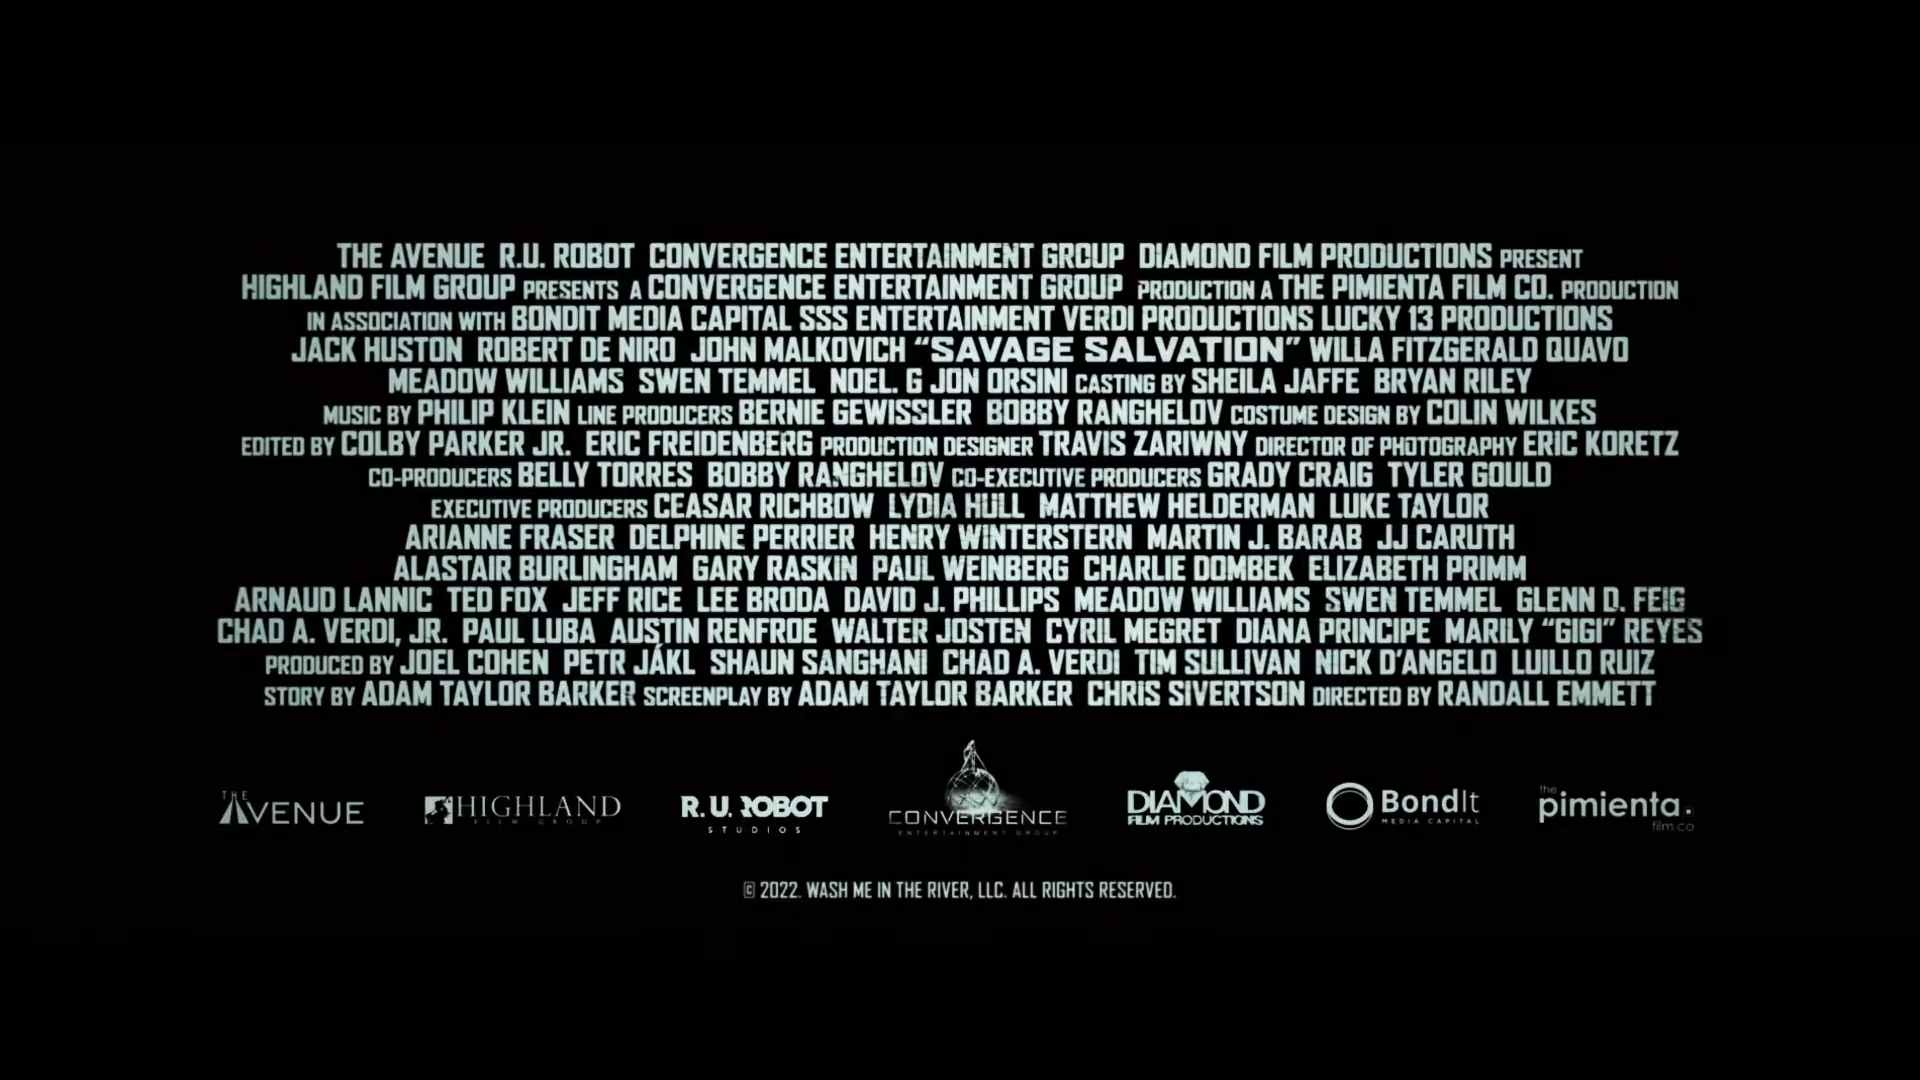 THE AVENUE R.U. ROBOT CONVERGENCE ENTERTAINMENT GROUP DIAMOND FILM PRODUCTIONS PRESENT
HIGHLAND FILM GROUP PRESENTS A CONVERGENCE ENTERTAINMENT GROUP PRODUCTION A THE PIMIENTA FILM CO. PRODUCTION
IN ASSOCIATION WITH BONDIT MEDIA CAPITAL SSS ENTERTAINMENT VERDI PRODUCTIONS LUCKY 13 PRODUCTIONS
JACK HUSTON ROBERT DE NIRO JOHN MALKOVICH "SAVAGE SALVATION" WILLA FITZGERALD QUAVO
MEADOW WILLIAMS SWEN TEMMEL NOEL. G JON ORSINI CASTING BY SHEILA JAFFE BRYAN RILEY
MUSIC BY PHILIP KLEIN LINE PRODUCERS BERNIE GEWISSLER BOBBY RANGHELOV COSTUME DESIGN BY COLIN WILKES
EDITED BY COLBY PARKER JR. ERIC FREIDENBERG PRODUCTION DESIGNER TRAVIS ZARIWNY DIRECTOR OF PHOTOGRAPHY ERIC KORETZ
CO-PRODUCERS BELLY TORRES BOBBY RANGHELOV CO-EXECUTIVE PRODUCERS GRADY CRAIG TYLER GOULD
EXECUTIVE PRODUCERS CEASAR RICHBOW LYDIA HULL MATTHEW HELDERMAN LUKE TAYLOR
ARIANNE FRASER DELPHINE PERRIER HENRY WINTERSTERN MARTIN J. BARAB JJ CARUTH
ALASTAIR BURLINGHAM GARY RASKIN PAUL WEINBERG CHARLIE DOMBEK ELIZABETH PRIMM
ARNAUD LANNIC TED FOX JEFF RICE LEE BRODA DAVID J. PHILLIPS MEADOW WILLIAMS SWEN TEMMEL GLENN D. FEIG
CHAD A. VERDI, JR. PAUL LUBA AUSTIN RENFROE WALTER JOSTEN CYRIL MEGRET DIANA PRINCIPE MARILY "GIGI" REYES
PRODUCED BY JOEL COHEN PETR JÁKL SHAUN SANGHANI CHAD A. VERDI TIM SULLIVAN NICK D'ANGELO LUILLO RUIZ
STORY BY ADAM TAYLOR BARKER SCREENPLAY BY ADAM TAYLOR BARKER CHRIS SIVERTSON DIRECTED BY RANDALL EMMETT
THE AVENUE
HIGHLAND FILM GROUP
R. U. ROBOT STUDIOS
CONVERGENCE ENTERTAINMENT GROUP
DIAMOND FILM PRODUCTIONS
BondIt MEDIA CAPITAL
the pimienta. film co
© 2022. WASH ME IN THE RIVER, LLC. ALL RIGHTS RESERVED.